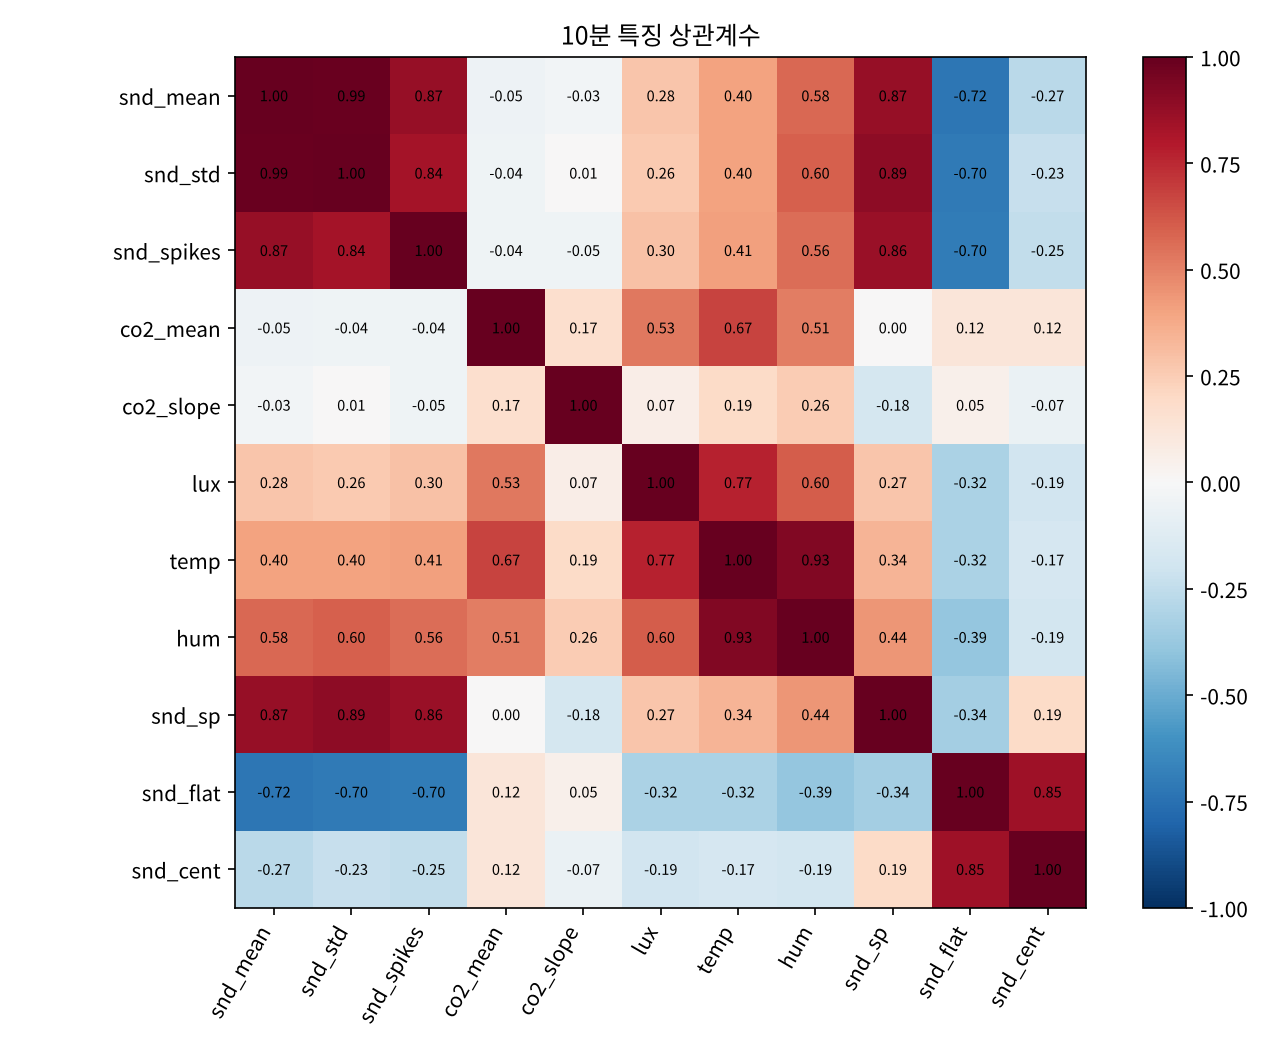 10분 특징 상관계수
snd_mean 1.00 0.99 0.87 -0.05 -0.03 0.28 0.40 0.58 0.87 -0.72 -0.27
snd_std 0.99 1.00 0.84 -0.04 0.01 0.26 0.40 0.60 0.89 -0.70 -0.23
snd_spikes 0.87 0.84 1.00 -0.04 -0.05 0.30 0.41 0.56 0.86 -0.70 -0.25
co2_mean -0.05 -0.04 -0.04 1.00 0.17 0.53 0.67 0.51 0.00 0.12 0.12
co2_slope -0.03 0.01 -0.05 0.17 1.00 0.07 0.19 0.26 -0.18 0.05 -0.07
lux 0.28 0.26 0.30 0.53 0.07 1.00 0.77 0.60 0.27 -0.32 -0.19
temp 0.40 0.40 0.41 0.67 0.19 0.77 1.00 0.93 0.34 -0.32 -0.17
hum 0.58 0.60 0.56 0.51 0.26 0.60 0.93 1.00 0.44 -0.39 -0.19
snd_sp 0.87 0.89 0.86 0.00 -0.18 0.27 0.34 0.44 1.00 -0.34 0.19
snd_flat -0.72 -0.70 -0.70 0.12 0.05 -0.32 -0.32 -0.39 -0.34 1.00 0.85
snd_cent -0.27 -0.23 -0.25 0.12 -0.07 -0.19 -0.17 -0.19 0.19 0.85 1.00
snd_mean snd_std snd_spikes co2_mean co2_slope lux temp hum snd_sp snd_flat snd_cent
1.00
0.75
0.50
0.25
0.00
-0.25
-0.50
-0.75
-1.00